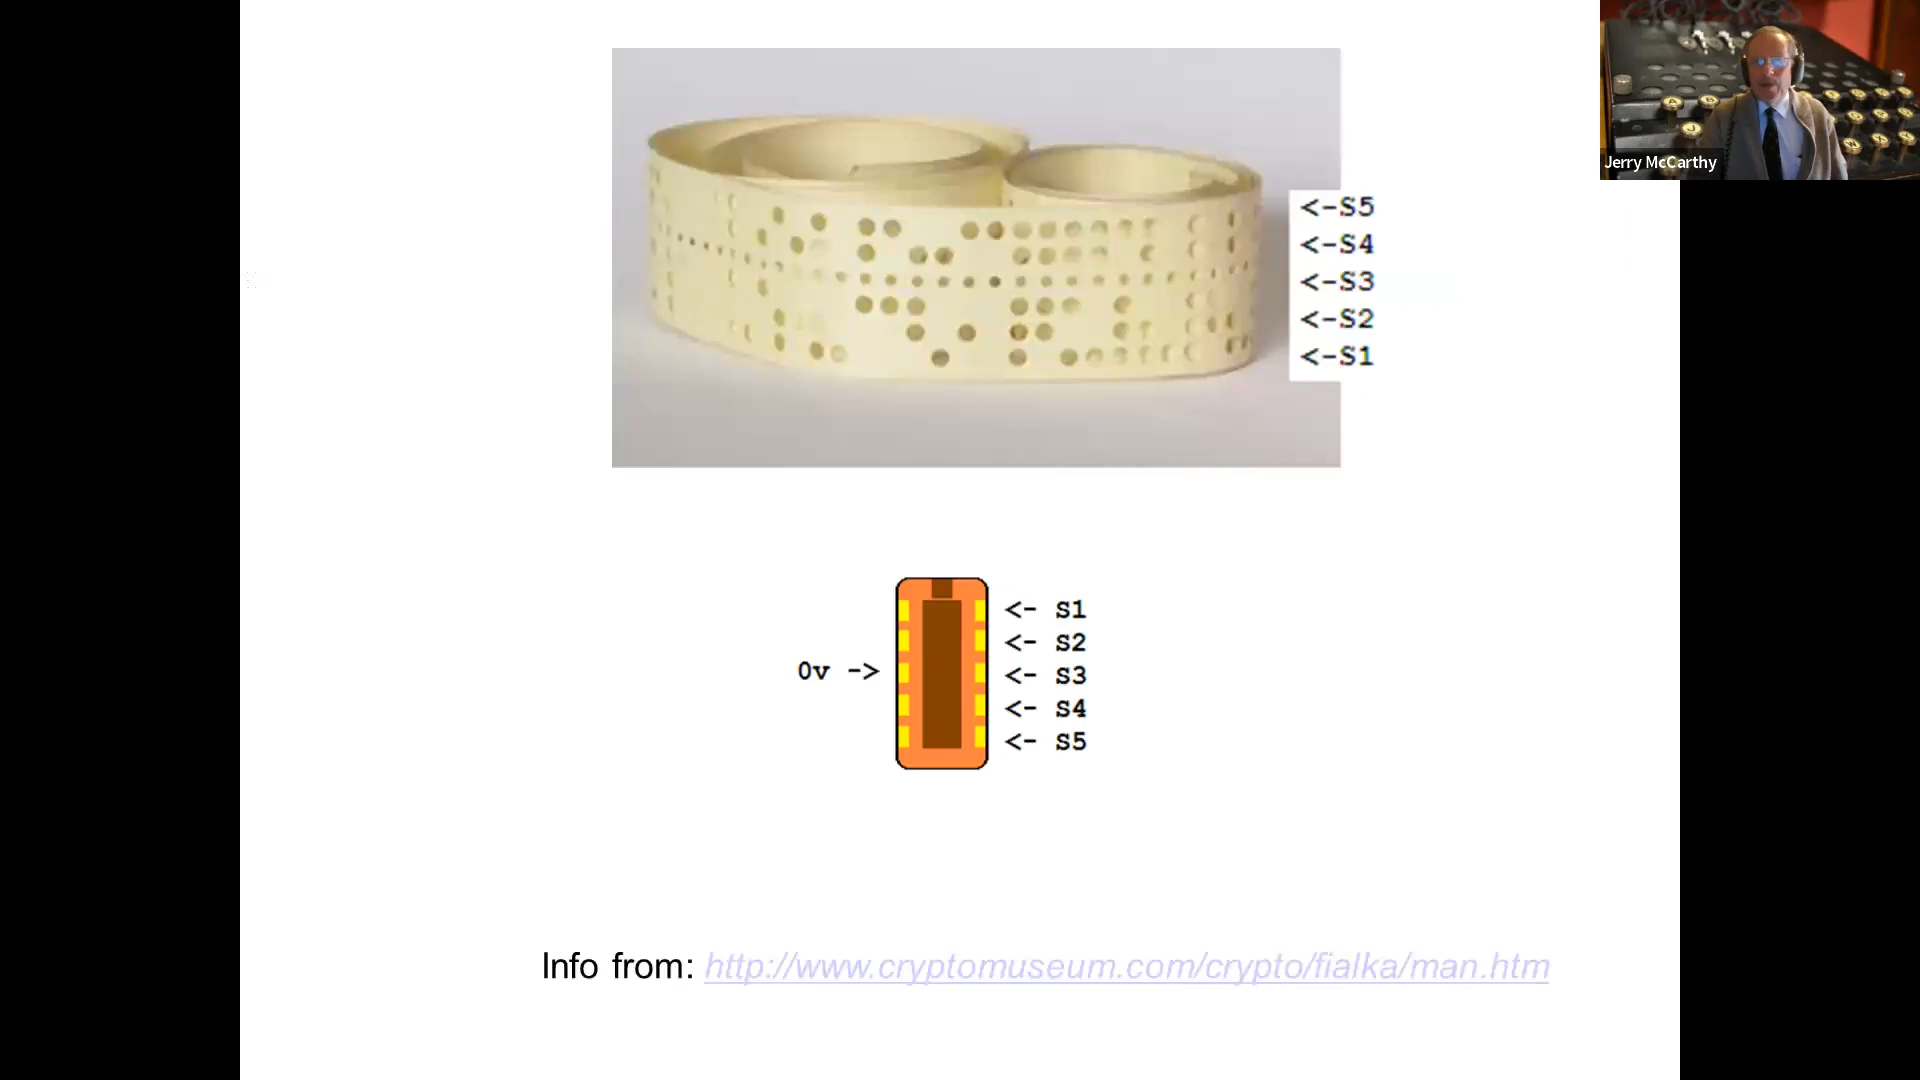 Jerry McCarthy
<-S5
<-S4
<-S3
<-S2
<-S1
<- S1
<- S2
0v -> <- S3
<- S4
<- S5
Info from: http://www.cryptomuseum.com/crypto/fialka/man.htm